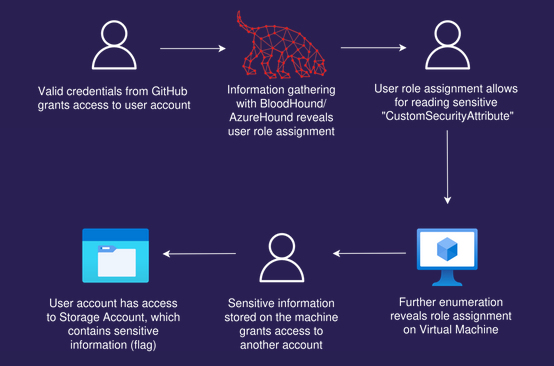 Valid credentials from GitHub
grants access to user account
Information gathering
with BloodHound/
AzureHound reveals
user role assignment
User role assignment allows
for reading sensitive
"CustomSecurityAttribute"
User account has access
to Storage Account, which
contains sensitive
information (flag)
Sensitive information
stored on the machine
grants access to
another account
Further enumeration
reveals role assignment
on Virtual Machine